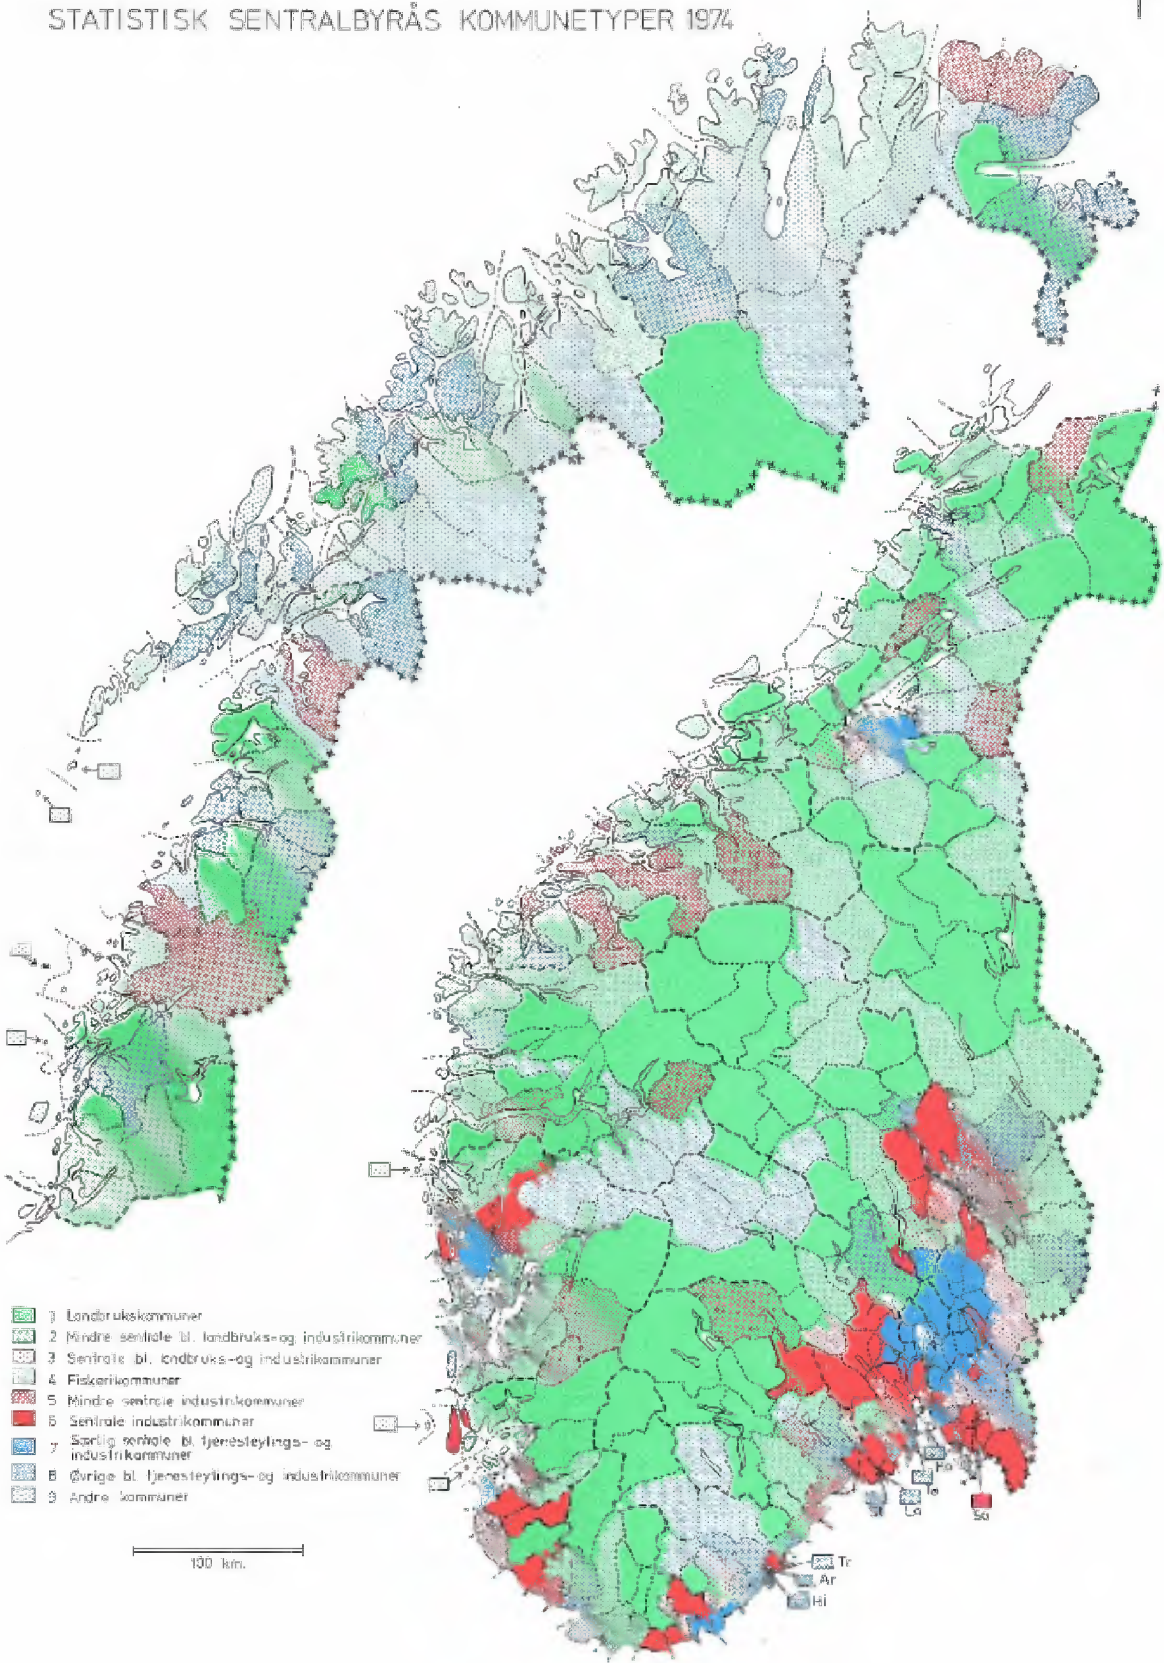 STATISTISK SENTRALBYRÅS KOMMUNETYPER 1974
1 Landbrukskommuner
2 Mindre sentrale bl. landbruks-og industrikommuner
3 Sentrale bl. landbruks-og industrikommuner
4 Fiskerikommuner
5 Mindre sentrale industrikommuner
6 Sentrale industrikommuner
7 Særlig sentrale bl. tjenesteytings- og
industrikommuner
8 Øvrige bl. tjenesteytings-og industrikommuner
9 Andre kommuner
100 km.
Ho
Tø
La
Sa
Tr
Ar
Hi